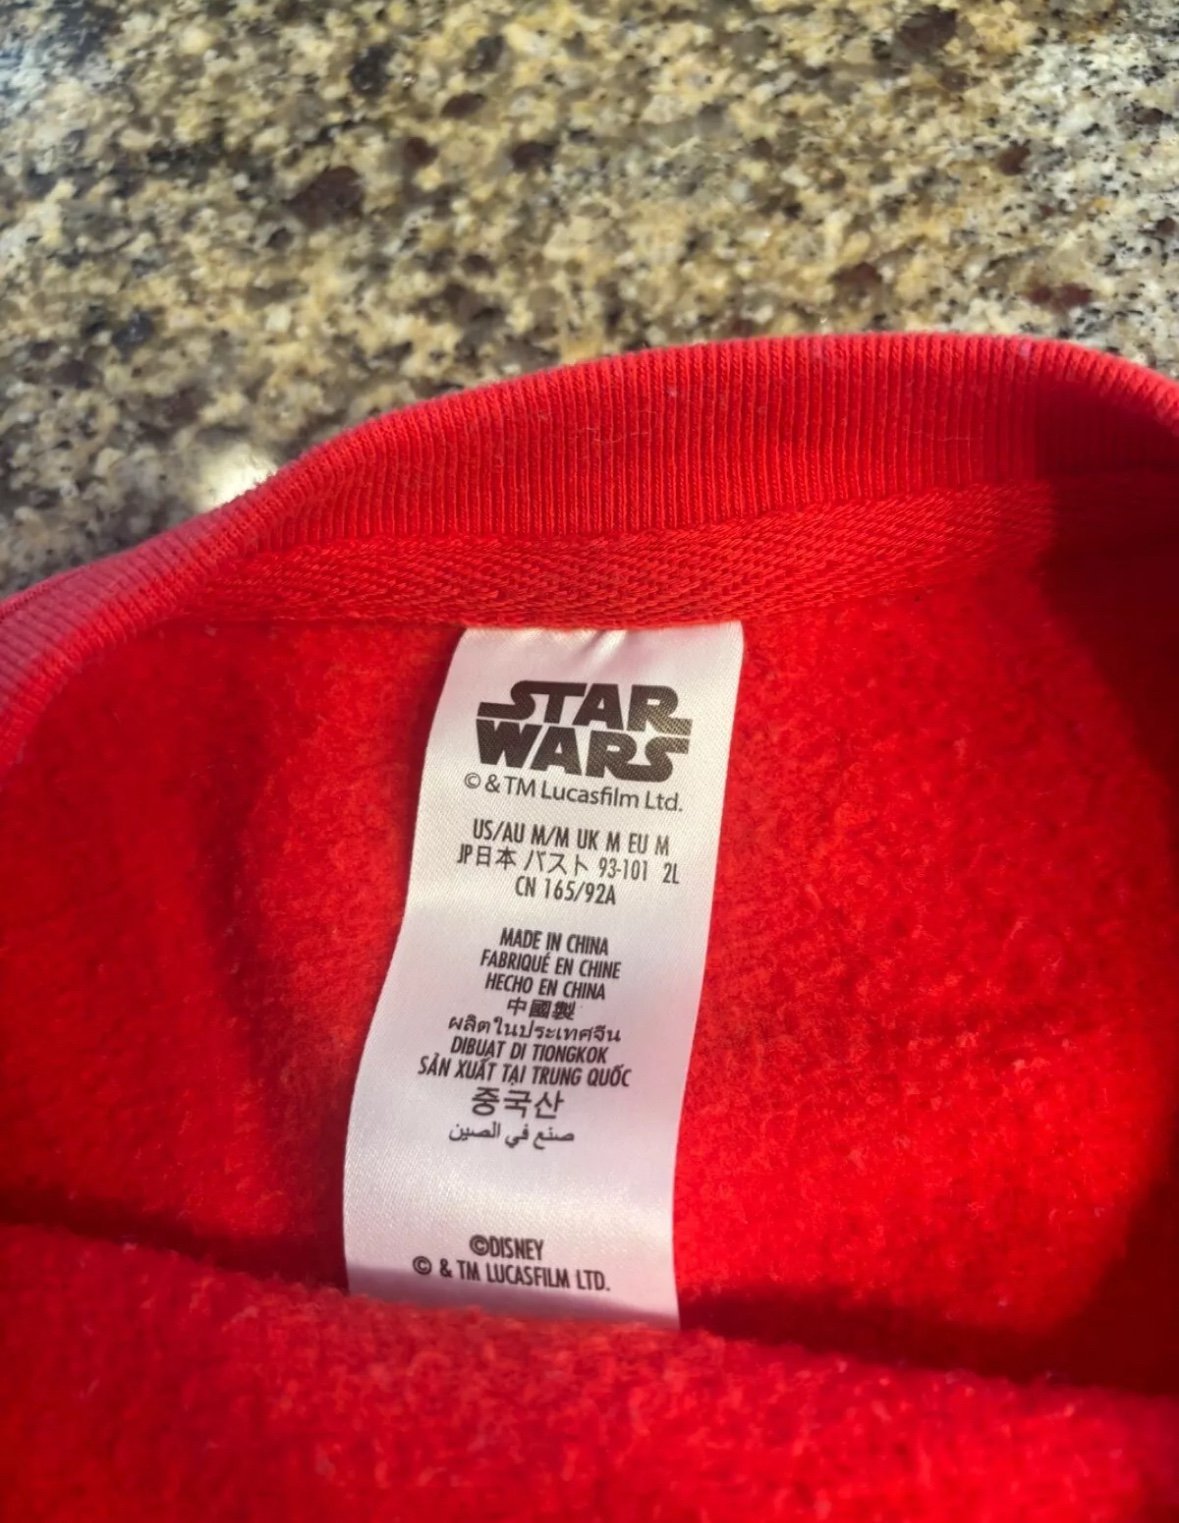 STAR
WARS
© & TM Lucasfilm Ltd.
US/AU M/M UK M EU M
JP日本 バスト 93-101 2L
CN 165/92A
MADE IN CHINA
FABRIQUÉ EN CHINE
HECHO EN CHINA
中國製
ผลิตในประเทศจีน
DIBUAT DI TIONGKOK
SẢN XUẤT TẠI TRUNG QUỐC
중국산
صنع في الصين
©DISNEY
© & TM LUCASFILM LTD.